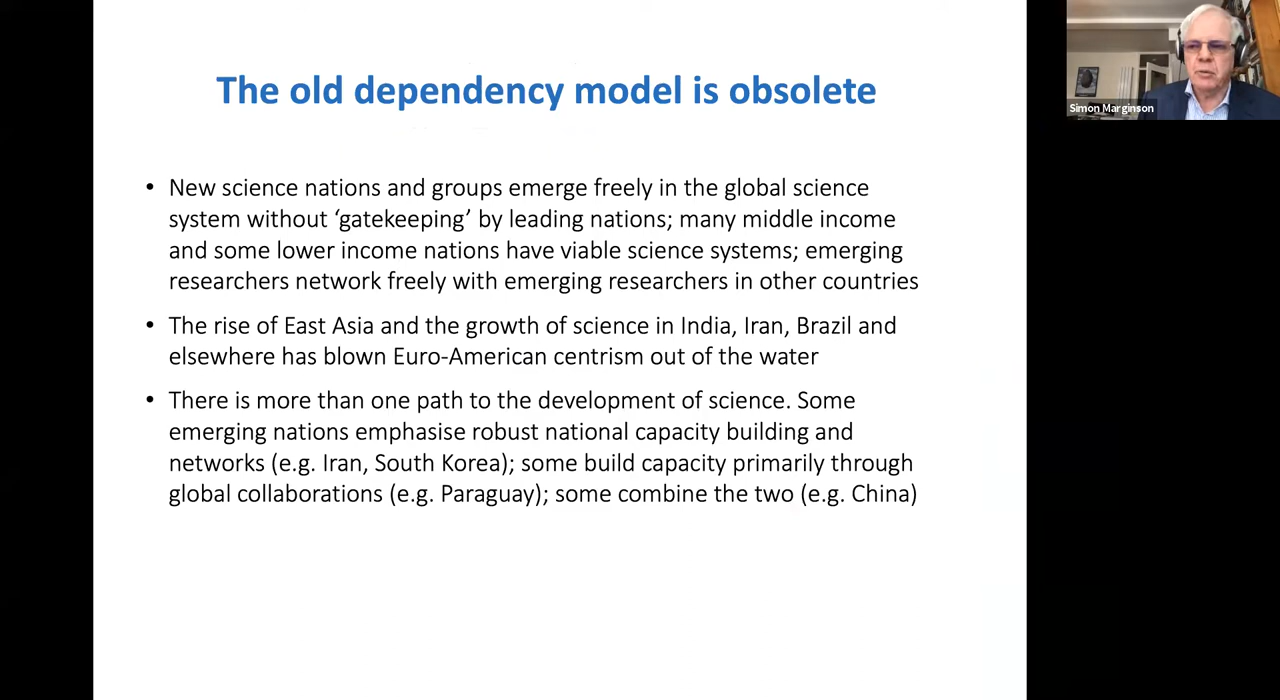 The old dependency model is obsolete
Simon Marginson
• New science nations and groups emerge freely in the global science
system without ‘gatekeeping’ by leading nations; many middle income
and some lower income nations have viable science systems; emerging
researchers network freely with emerging researchers in other countries
• The rise of East Asia and the growth of science in India, Iran, Brazil and
elsewhere has blown Euro-American centrism out of the water
• There is more than one path to the development of science. Some
emerging nations emphasise robust national capacity building and
networks (e.g. Iran, South Korea); some build capacity primarily through
global collaborations (e.g. Paraguay); some combine the two (e.g. China)